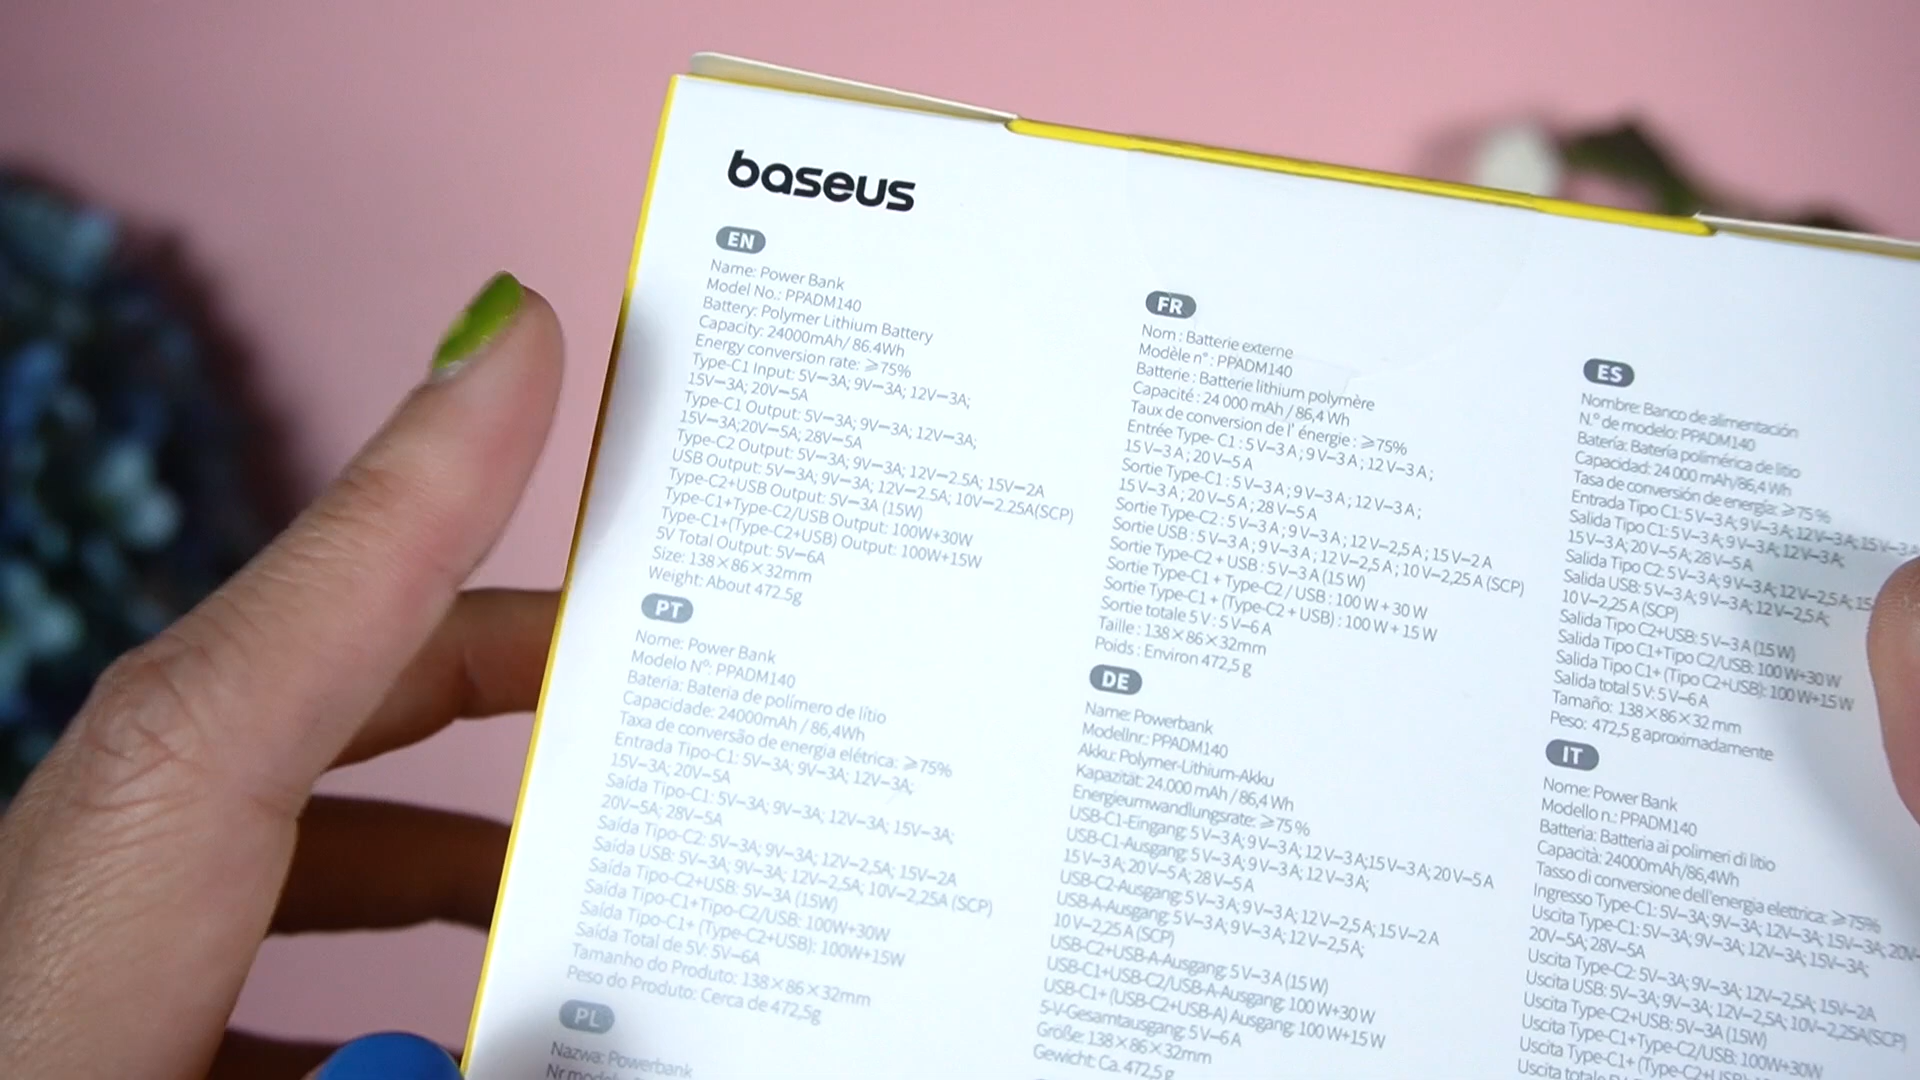 baseus
EN
Name: Power Bank
Model No.: PPADM140
Battery: Polymer Lithium Battery
Capacity: 24000mAh/ 86.4Wh
Energy conversion rate: ⩾75%
Type-C1 Input: 5V⎓3A; 9V⎓3A; 12V⎓3A;
15V⎓3A; 20V⎓5A
Type-C1 Output: 5V⎓3A; 9V⎓3A; 12V⎓3A;
15V⎓3A;20V⎓5A; 28V⎓5A
Type-C2 Output: 5V⎓3A; 9V⎓3A; 12V⎓2.5A; 15V⎓2A
USB Output: 5V⎓3A; 9V⎓3A; 12V⎓2.5A; 10V⎓2.25A(SCP)
Type-C2+USB Output: 5V⎓3A (15W)
Type-C1+Type-C2/USB Output: 100W+30W
Type-C1+(Type-C2+USB) Output: 100W+15W
5V Total Output: 5V⎓6A
Size: 138×86×32mm
Weight: About 472.5g
PT
Nome: Power Bank
Modelo Nº: PPADM140
Bateria: Bateria de polímero de lítio
Capacidade: 24000mAh / 86,4Wh
Taxa de conversão de energia elétrica: ⩾75%
Entrada Tipo-C1: 5V⎓3A; 9V⎓3A; 12V⎓3A;
15V⎓3A; 20V⎓5A
Saída Tipo-C1: 5V⎓3A; 9V⎓3A; 12V⎓3A; 15V⎓3A;
20V⎓5A; 28V⎓5A
Saída Tipo-C2: 5V⎓3A; 9V⎓3A; 12V⎓2,5A; 15V⎓2A
Saída USB: 5V⎓3A; 9V⎓3A; 12V⎓2,5A; 10V⎓2,25A (SCP)
Saída Tipo-C2+USB: 5V⎓3A (15W)
Saída Tipo-C1+Tipo-C2/USB: 100W+30W
Saída Tipo-C1+ (Tipo-C2+USB): 100W+15W
Saída Total de 5V: 5V⎓6A
Tamanho do Produto: 138×86×32mm
Peso do Produto: Cerca de 472,5g
PL
Nazwa: Powerbank
FR
Nom : Batterie externe
Modèle n° : PPADM140
Batterie : Batterie lithium polymère
Capacité : 24 000 mAh / 86,4 Wh
Taux de conversion de l' énergie : ⩾75%
Entrée Type- C1 : 5 V⎓3 A ; 9 V⎓3 A ; 12 V⎓3 A ;
15 V⎓3 A ; 20 V⎓5 A
Sortie Type-C1 : 5 V⎓3 A ; 9 V⎓3 A ; 12 V⎓3 A ;
15 V⎓3 A ; 20 V⎓5 A ; 28 V⎓5 A
Sortie Type-C2 : 5 V⎓3 A ; 9 V⎓3 A ; 12 V⎓2,5 A ; 15 V⎓2 A
Sortie USB : 5 V⎓3 A ; 9 V⎓3 A ; 12 V⎓2,5 A ; 10 V⎓2,25 A (SCP)
Sortie Type-C2 + USB : 5 V⎓3 A (15 W)
Sortie Type-C1 + Type-C2 / USB : 100 W + 30 W
Sortie Type-C1 + (Type-C2 + USB) : 100 W + 15 W
Sortie totale 5 V : 5 V⎓6 A
Taille : 138×86×32mm
Poids : Environ 472,5 g
DE
Name: Powerbank
Modellnr.: PPADM140
Akku: Polymer-Lithium-Akku
Kapazität: 24.000 mAh / 86,4 Wh
Energieumwandlungsrate: ⩾75 %
USB-C1-Eingang: 5 V⎓3 A; 9 V⎓3 A; 12 V⎓3 A;15 V⎓3 A; 20 V⎓5 A
USB-C1-Ausgang: 5 V⎓3 A; 9 V⎓3 A; 12 V⎓3 A;
15 V⎓3 A; 20 V⎓5 A; 28 V⎓5 A
USB-C2-Ausgang: 5 V⎓3 A; 9 V⎓3 A; 12 V⎓2,5 A; 15 V⎓2 A
USB-A-Ausgang: 5 V⎓3 A; 9 V⎓3 A; 12 V⎓2,5 A;
10 V⎓2,25 A (SCP)
USB-C2+USB-A-Ausgang: 5 V⎓3 A (15 W)
USB-C1+USB-C2/USB-A-Ausgang: 100 W+30 W
USB-C1+ (USB-C2+USB-A) Ausgang: 100 W+15 W
5-V-Gesamtausgang: 5 V⎓6 A
Größe: 138×86×32mm
Gewicht: Ca. 472,5g
ES
Nombre: Banco de alimentación
N.º de modelo: PPADM140
Batería: Batería polimérica de litio
Capacidad: 24 000 mAh/86,4 Wh
Tasa de conversión de energía: ⩾75 %
Entrada Tipo C1: 5 V⎓3 A; 9 V⎓3 A; 12 V⎓3 A; 15 V⎓3
Salida Tipo C1: 5 V⎓3 A; 9 V⎓3 A; 12 V⎓3 A;
15 V⎓3 A; 20 V⎓5 A; 28 V⎓5 A
Salida Tipo C2: 5 V⎓3 A; 9 V⎓3 A; 12 V⎓2,5 A; 15
Salida USB: 5 V⎓3 A; 9 V⎓3 A; 12 V⎓2,5 A;
10 V⎓2,25 A (SCP)
Salida Tipo C2+USB: 5 V⎓3 A (15 W)
Salida Tipo C1+Tipo C2/USB: 100 W+30 W
Salida Tipo C1+ (Tipo C2+USB): 100 W+15 W
Salida total 5 V: 5 V⎓6 A
Tamaño: 138×86×32 mm
Peso: 472,5 g aproximadamente
IT
Nome: Power Bank
Modello n.: PPADM140
Batteria: Batteria ai polimeri di litio
Capacità: 24000mAh/86,4Wh
Tasso di conversione dell'energia elettrica: ⩾75%
Ingresso Type-C1: 5V⎓3A; 9V⎓3A; 12V⎓3A; 15V⎓3A; 20V⎓
Uscita Type-C1: 5V⎓3A; 9V⎓3A; 12V⎓3A; 15V⎓3A;
20V⎓5A; 28V⎓5A
Uscita Type-C2: 5V⎓3A; 9V⎓3A; 12V⎓2,5A; 15V⎓2A
Uscita USB: 5V⎓3A; 9V⎓3A; 12V⎓2,5A; 10V⎓2,25A(SCP)
Uscita Type-C2+USB: 5V⎓3A (15W)
Uscita Type-C1+Type-C2/USB: 100W+30W
Uscita Type-C1+ (Type-C2+USB)